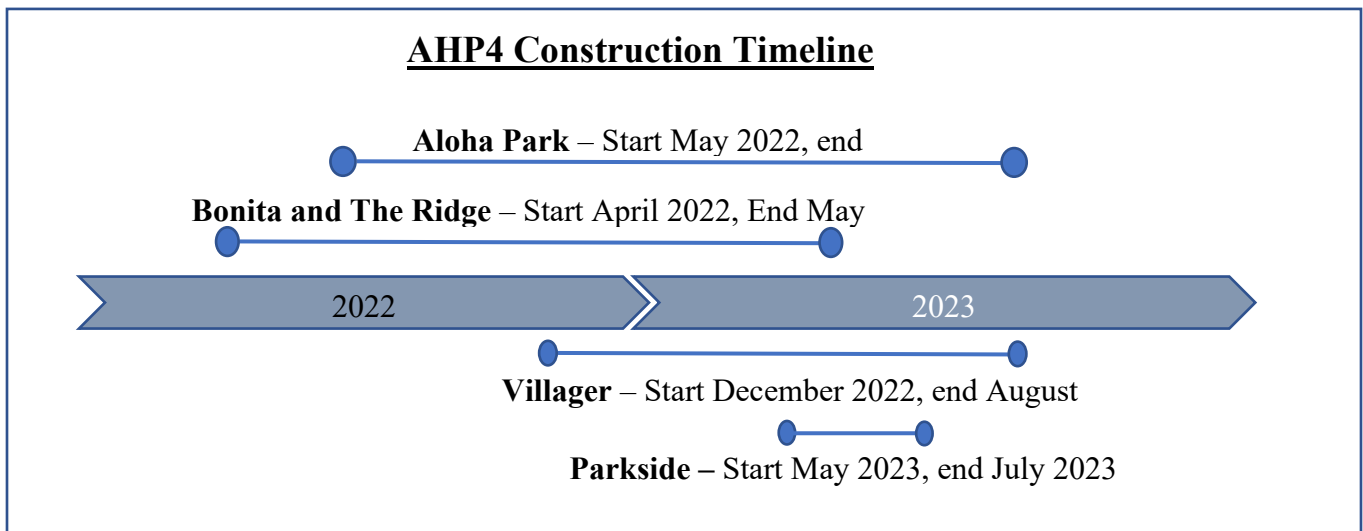 AHP4 Construction Timeline
Aloha Park – Start May 2022, end
Bonita and The Ridge – Start April 2022, End May
2022
2023
Villager – Start December 2022, end August
Parkside – Start May 2023, end July 2023